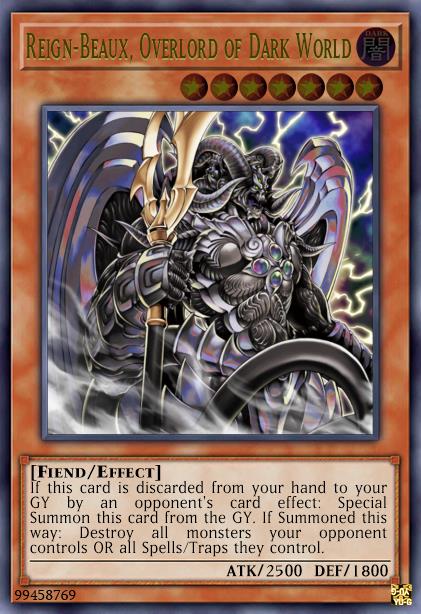 Reign-Beaux, Overlord of Dark World
DARK
闇
[Fiend/Effect]
If this card is discarded from your hand to your
GY by an opponent's card effect: Special
Summon this card from the GY. If Summoned this
way: Destroy all monsters your opponent
controls OR all Spells/Traps they control.
ATK/2500 DEF/1800
99458769